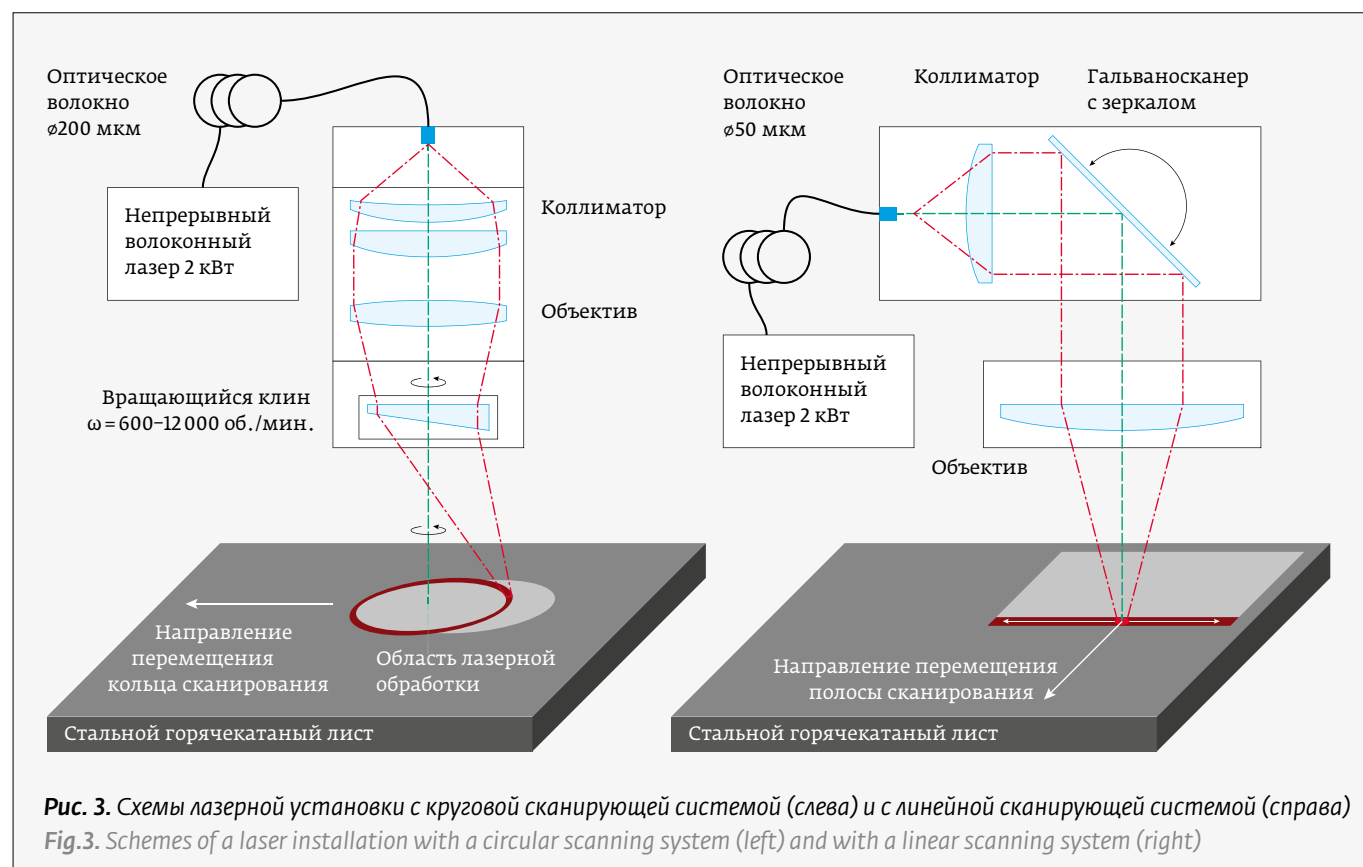 Оптическое
волокно
⌀200 мкм
Непрерывный
волоконный
лазер 2 кВт
Коллиматор
Объектив
Вращающийся клин
ω = 600–12 000 об./мин.
Направление
перемещения
кольца сканирования
Область лазерной
обработки
Стальной горячекатаный лист
Оптическое
волокно
⌀50 мкм
Коллиматор
Гальваносканер
с зеркалом
Непрерывный
волоконный
лазер 2 кВт
Объектив
Направление перемещения
полосы сканирования
Стальной горячекатаный лист
Рис. 3. Схемы лазерной установки с круговой сканирующей системой (слева) и с линейной сканирующей системой (справа)
Fig.3. Schemes of a laser installation with a circular scanning system (left) and with a linear scanning system (right)